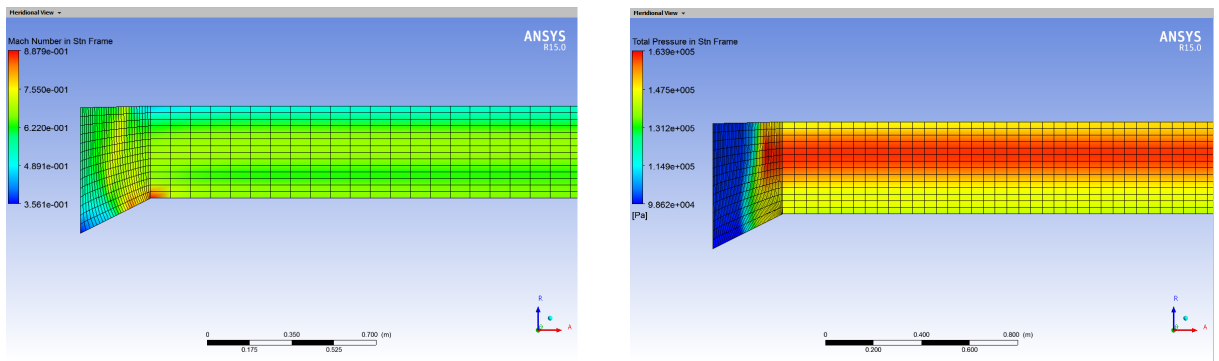 Meridional View
Mach Number in Stn Frame
8.879e-001
7.550e-001
6.220e-001
4.891e-001
3.561e-001
ANSYS
R15.0
0 0.350 0.700 (m)
0.175 0.525
R
A
Meridional View
Total Pressure in Stn Frame
1.639e+005
1.475e+005
1.312e+005
1.149e+005
9.862e+004
[Pa]
ANSYS
R15.0
0 0.400 0.800 (m)
0.200 0.600
R
A